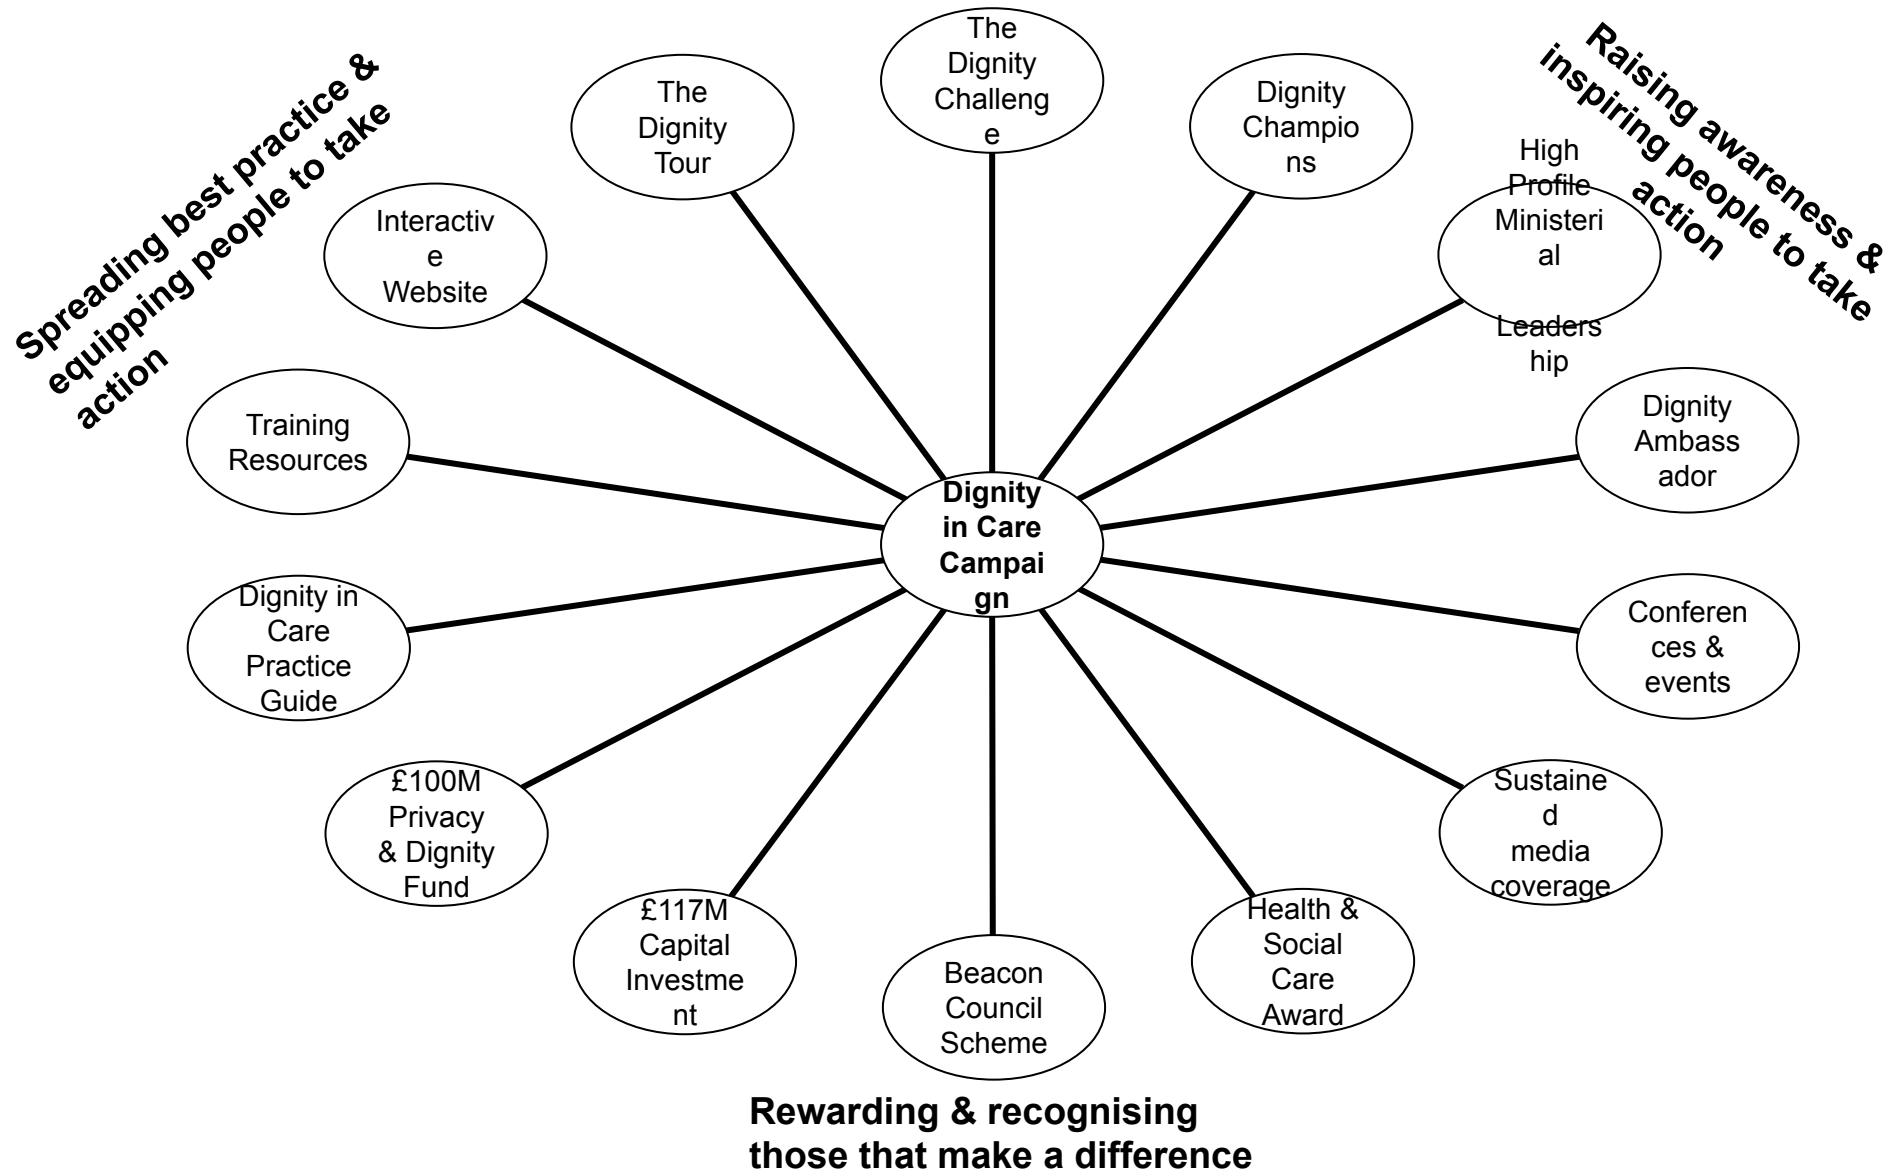 Spreading best practice &
equipping people to take
action
Raising awareness &
inspiring people to take
action
The
Dignity
Challeng
e
The
Dignity
Tour
Dignity
Champio
ns
Interactiv
e
Website
High
Profile
Ministeri
al
Leaders
hip
Training
Resources
Dignity
Ambass
ador
Dignity
in Care
Campai
gn
Dignity in
Care
Practice
Guide
Conferen
ces &
events
£100M
Privacy
& Dignity
Fund
Sustaine
d
media
coverage
£117M
Capital
Investme
nt
Beacon
Council
Scheme
Health &
Social
Care
Award
Rewarding & recognising
those that make a difference